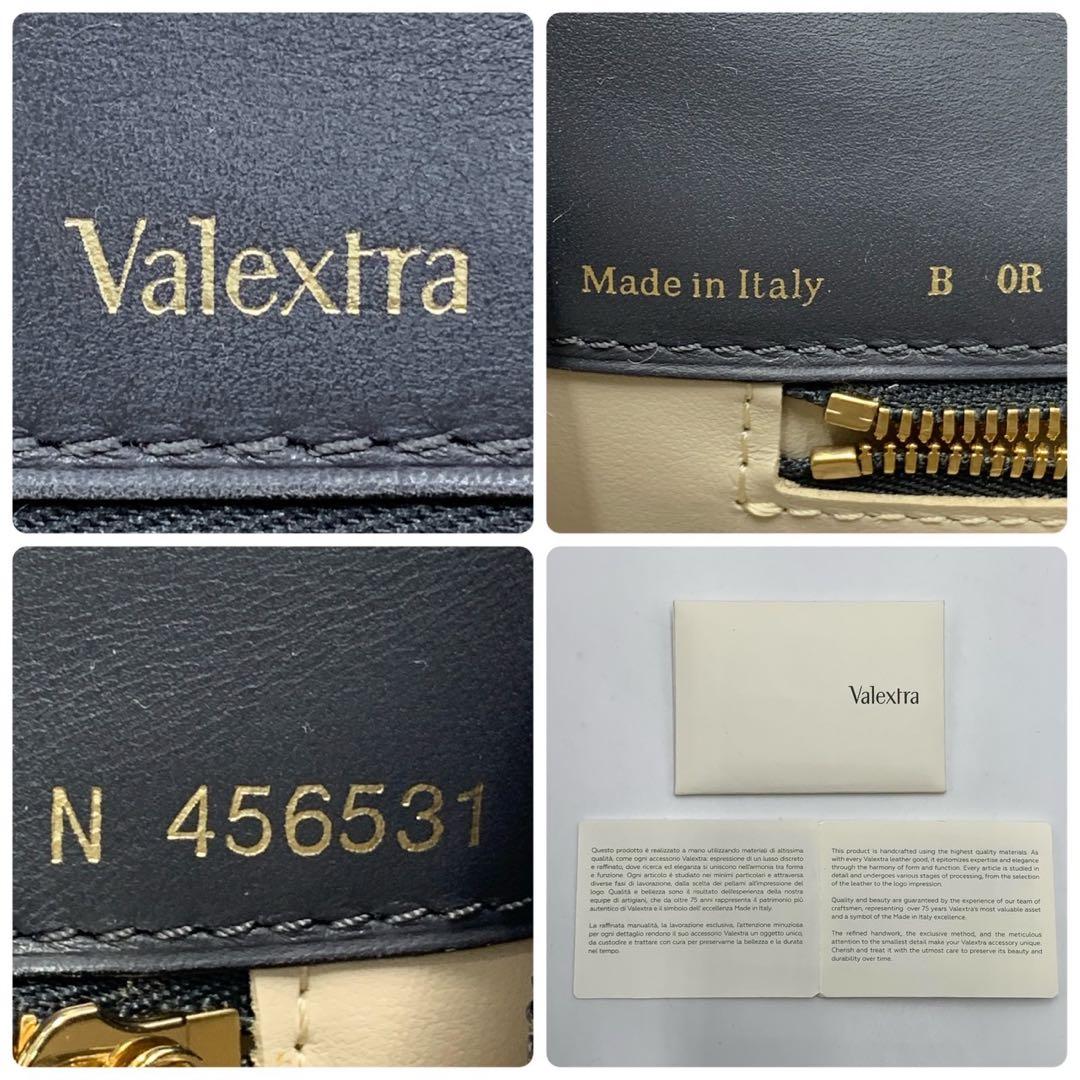 Valextra
Made in Italy B OR
N 456531
Valextra
Questo prodotto è realizzato a mano utilizzando materiali di altissima
qualità, come ogni accessorio Valextra: espressione di un lusso discreto
e raffinato, dove ricerca ed eleganza si uniscono nell'armonia tra forma
e funzione. Ogni articolo è studiato nei minimi particolari e attraversa
diverse fasi di lavorazione, dalla scelta dei pellami all'impressione del
logo. Qualità e bellezza sono il risultato dell'esperienza della nostra
equipe di artigiani, che da oltre 75 anni rappresenta il patrimonio più
autentico di Valextra e il simbolo dell' eccellenza Made in Italy.
La raffinata manualità, la lavorazione esclusiva, l'attenzione minuziosa
per ogni dettaglio rendono il suo accessorio Valextra un oggetto unico,
da custodire e trattare con cura per preservarne la bellezza e la durata
nel tempo.
This product is handcrafted using the highest quality materials. As
with every Valextra leather good, it epitomizes expertise and elegance
through the harmony of form and function. Every article is studied in
detail and undergoes various stages of processing, from the selection
of the leather to the logo impression.
Quality and beauty are guaranteed by the experience of our team of
craftsmen, representing over 75 years Valextra's most valuable asset
and a symbol of the Made in Italy excellence.
The refined handwork, the exclusive method, and the meticulous
attention to the smallest detail make your Valextra accessory unique.
Cherish and treat it with the utmost care to preserve its beauty and
durability over time.